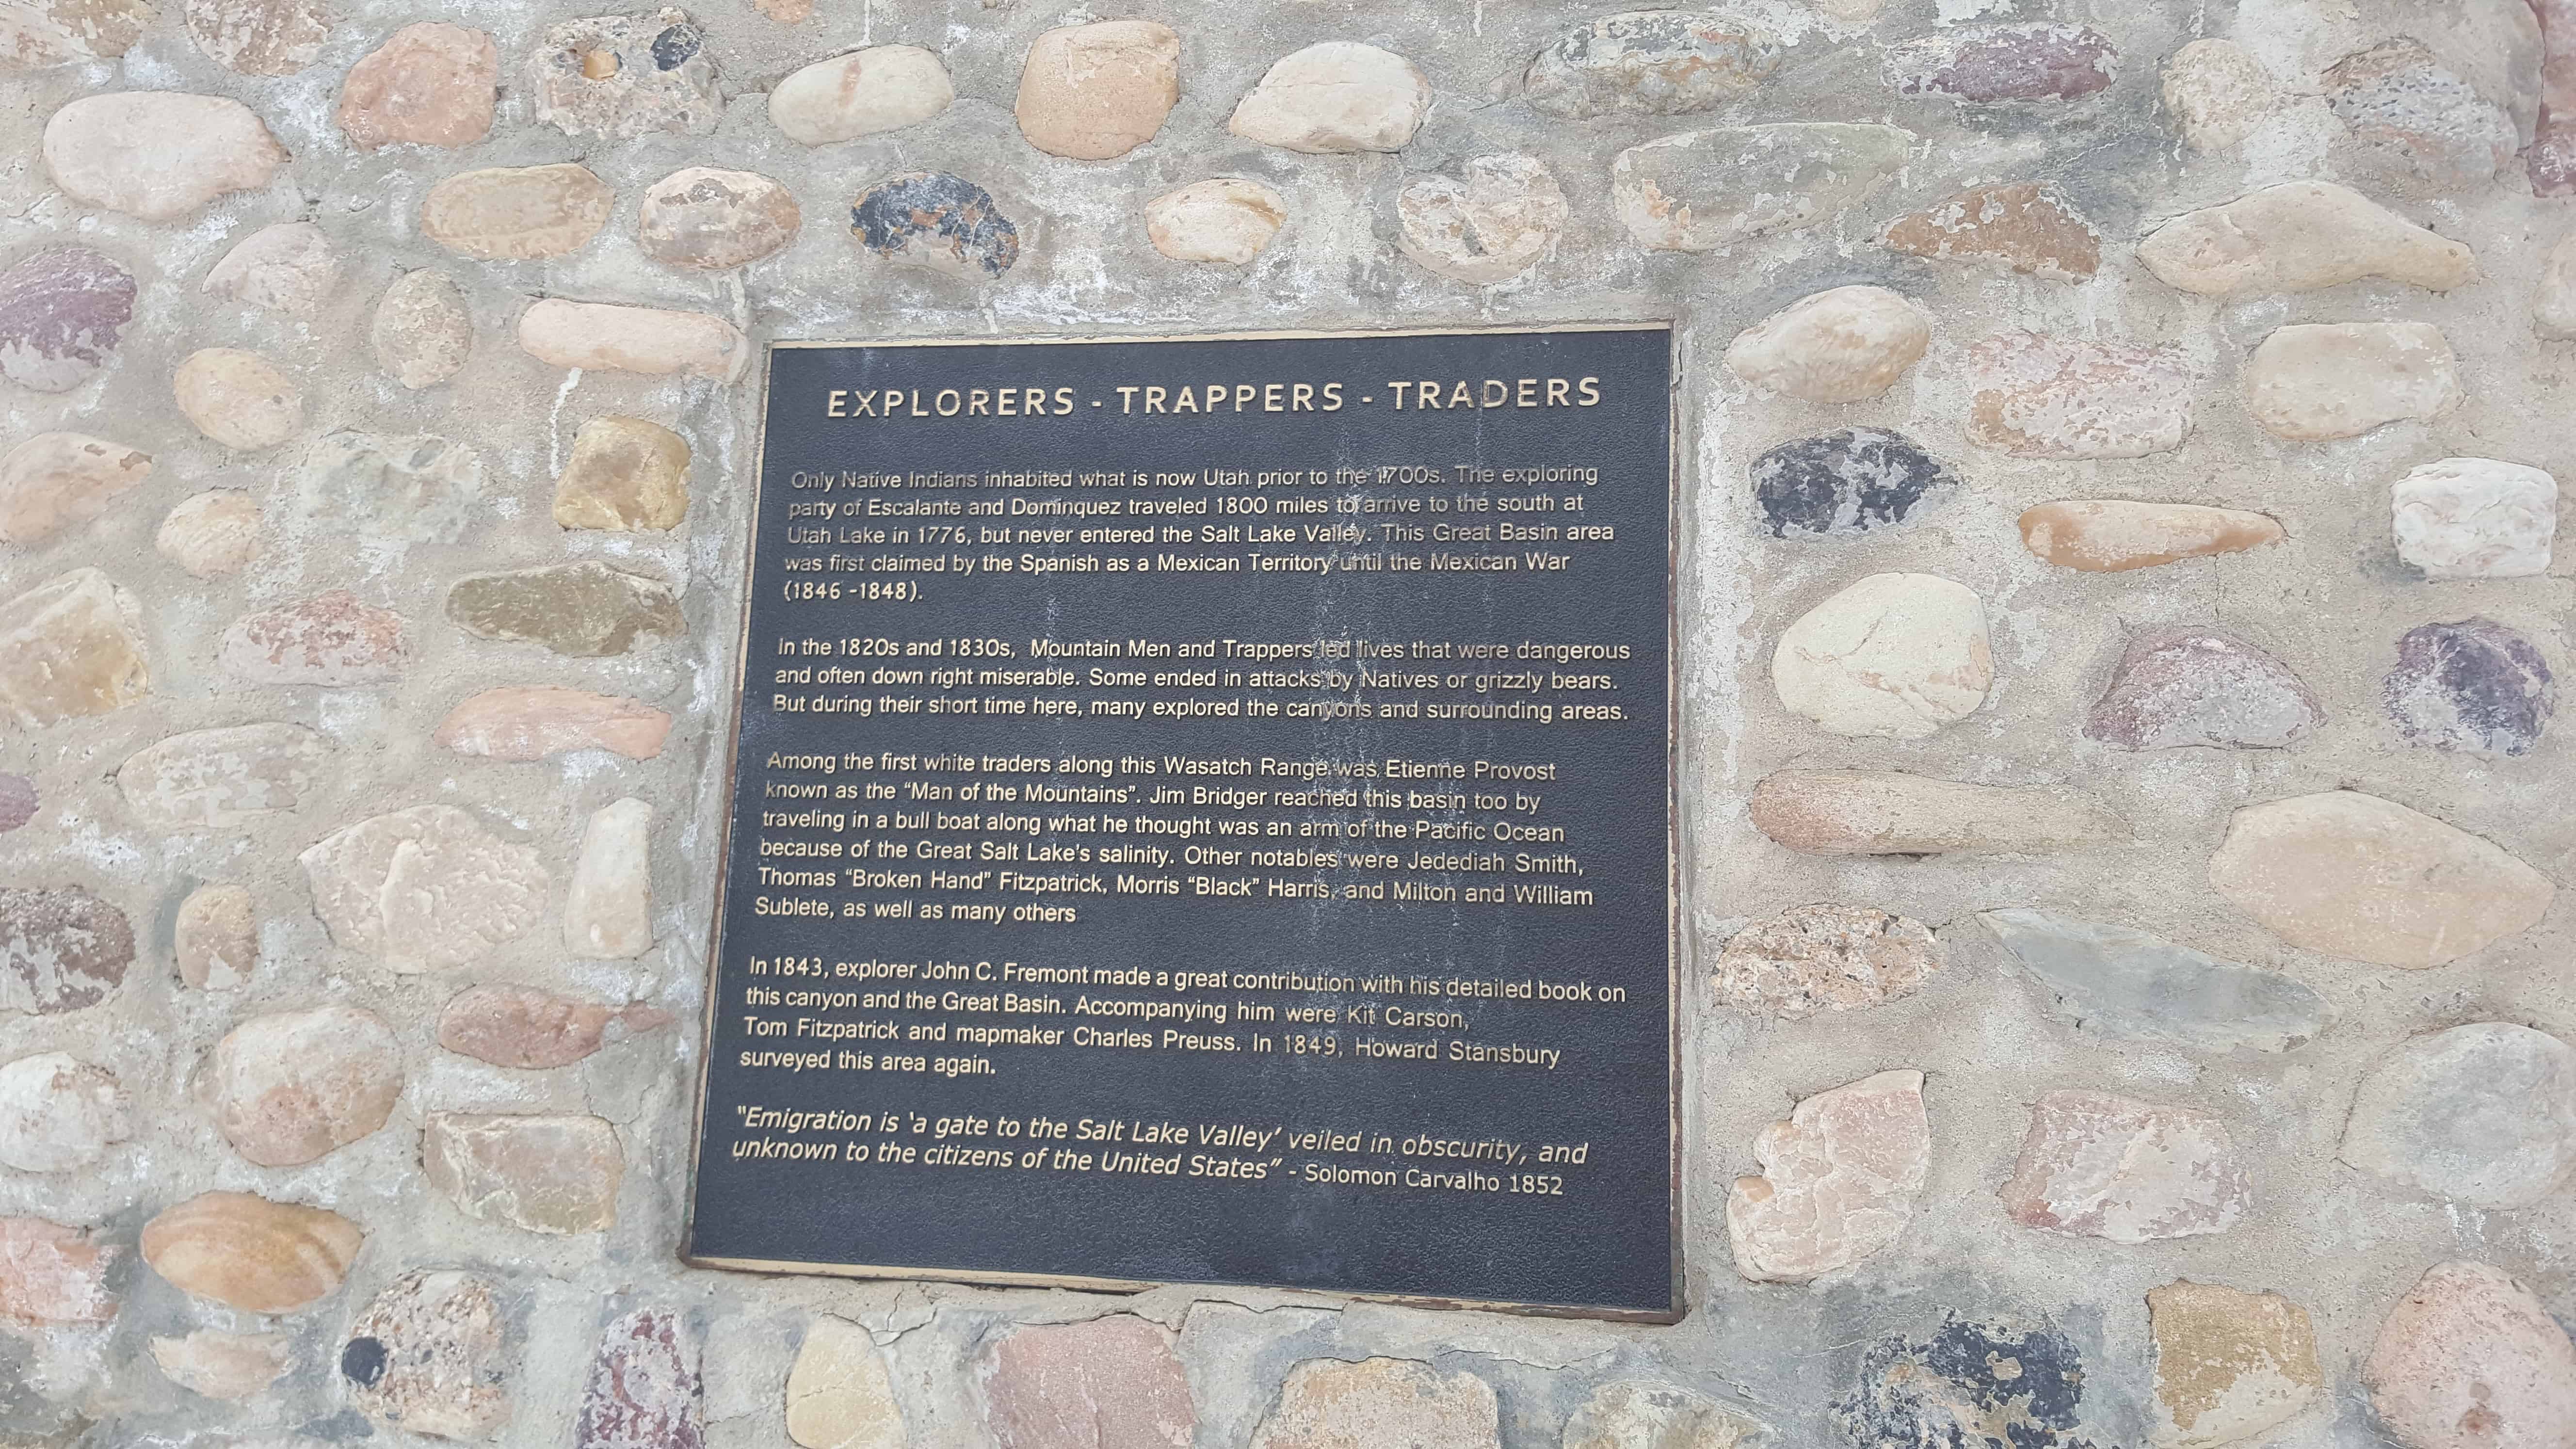 EXPLORERS - TRAPPERS - TRADERS
Only Native Indians inhabited what is now Utah prior to the 1700s. The exploring
party of Escalante and Dominquez traveled 1800 miles to arrive to the south at
Utah Lake in 1776, but never entered the Salt Lake Valley. This Great Basin area
was first claimed by the Spanish as a Mexican Territory until the Mexican War
(1846 -1848).
In the 1820s and 1830s, Mountain Men and Trappers led lives that were dangerous
and often down right miserable. Some ended in attacks by Natives or grizzly bears.
But during their short time here, many explored the canyons and surrounding areas.
Among the first white traders along this Wasatch Range was Etienne Provost
known as the “Man of the Mountains”. Jim Bridger reached this basin too by
traveling in a bull boat along what he thought was an arm of the Pacific Ocean
because of the Great Salt Lake’s salinity. Other notables were Jedediah Smith,
Thomas “Broken Hand” Fitzpatrick, Morris “Black” Harris, and Milton and William
Sublete, as well as many others
In 1843, explorer John C. Fremont made a great contribution with his detailed book on
this canyon and the Great Basin. Accompanying him were Kit Carson,
Tom Fitzpatrick and mapmaker Charles Preuss. In 1849, Howard Stansbury
surveyed this area again.
“Emigration is ‘a gate to the Salt Lake Valley’ veiled in obscurity, and
unknown to the citizens of the United States” - Solomon Carvalho 1852